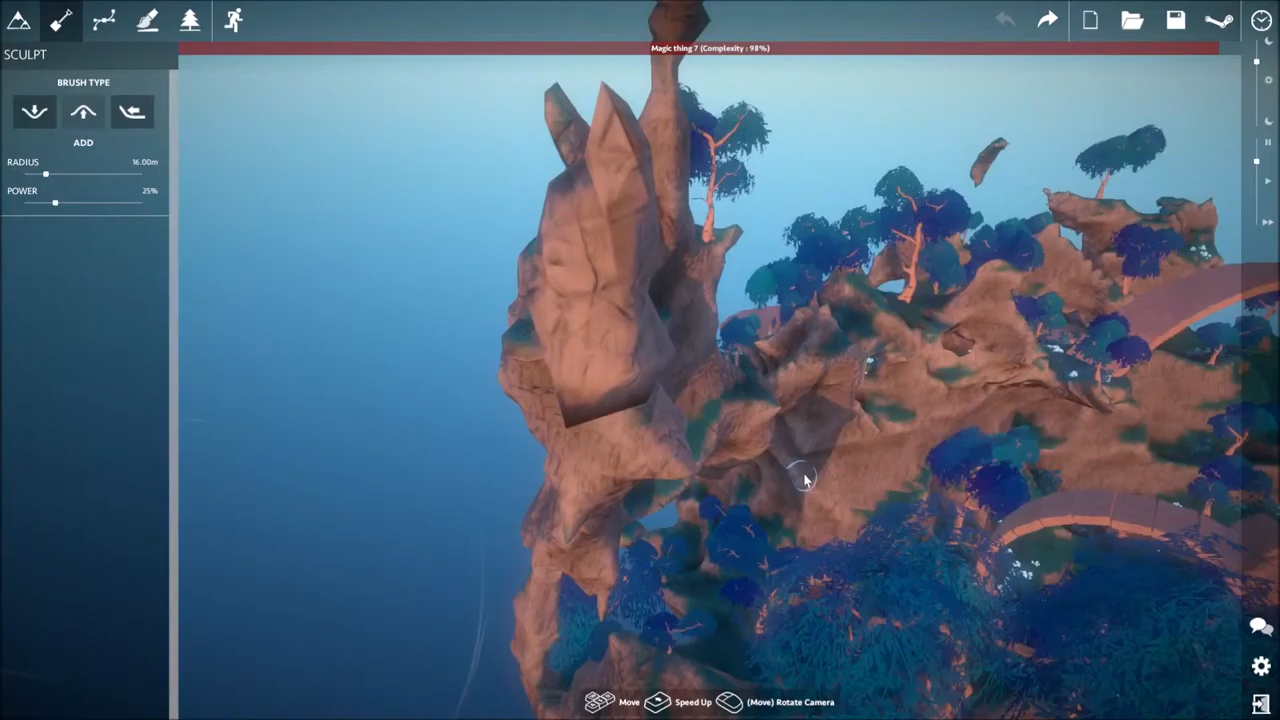 SCULPT
Magic thing 7 (Complexity : 98%)
BRUSH TYPE
ADD
RADIUS 16.00m
POWER 25%
Move Speed Up (Move) Rotate Camera